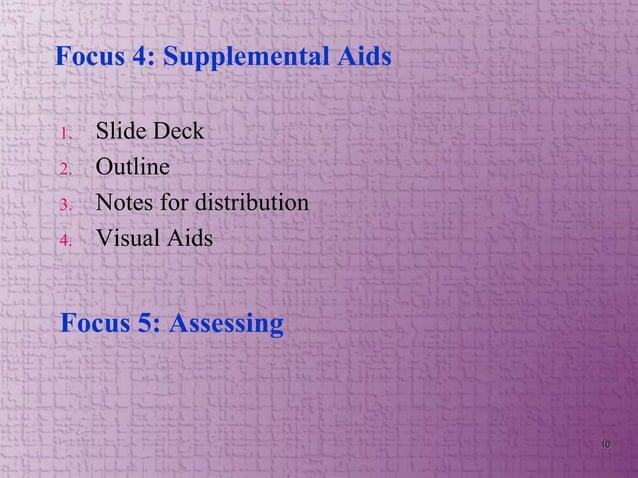 Focus 4: Supplemental Aids
1. Slide Deck
2. Outline
3. Notes for distribution
4. Visual Aids
Focus 5: Assessing
10